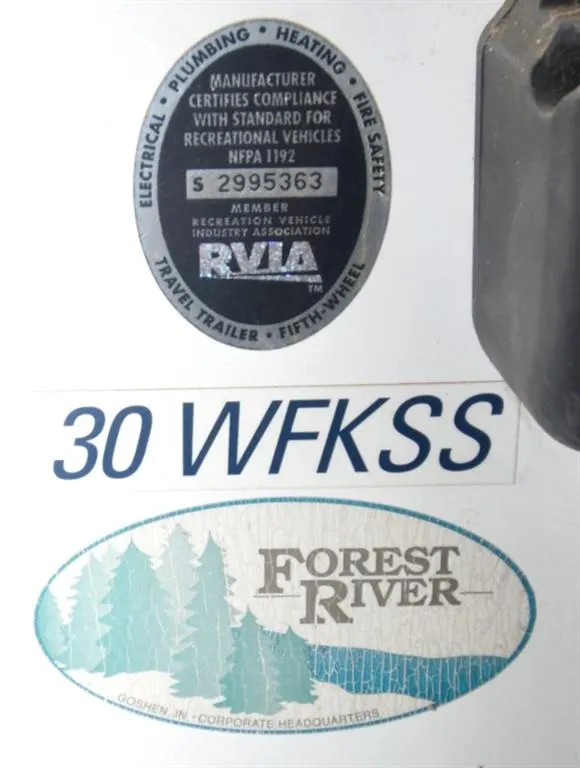 ELECTRICAL • PLUMBING • HEATING • FIRE SAFETY
MANUFACTURER
CERTIFIES COMPLIANCE
WITH STANDARD FOR
RECREATIONAL VEHICLES
NFPA 1192
S 2995363
MEMBER
RECREATION VEHICLE
INDUSTRY ASSOCIATION
RVIA
TM
TRAVEL TRAILER • FIFTH-WHEEL
30 WFKSS
FOREST
RIVER
GOSHEN, IN • CORPORATE HEADQUARTERS